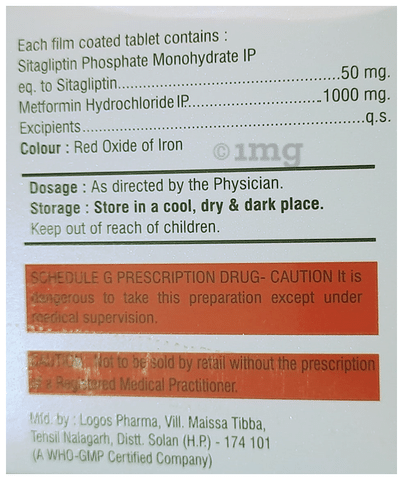 Each film coated tablet contains :
Sitagliptin Phosphate Monohydrate IP
eq. to Sitagliptin..............................................50 mg.
Metformin Hydrochloride IP...........................1000 mg.
Excipients..........................................................q.s.
Colour : Red Oxide of Iron
© 1mg
Dosage : As directed by the Physician.
Storage : Store in a cool, dry & dark place.
Keep out of reach of children.
SCHEDULE G PRESCRIPTION DRUG- CAUTION It is
dangerous to take this preparation except under
medical supervision.
CAUTION: Not to be sold by retail without the prescription
of a Registered Medical Practitioner.
Mfd. by : Logos Pharma, Vill. Maissa Tibba,
Tehsil Nalagarh, Distt. Solan (H.P.) - 174 101
(A WHO-GMP Certified Company)